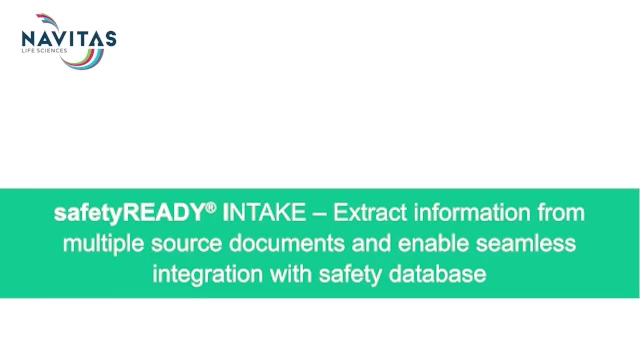 NAVITAS
LIFE SCIENCES
safetyREADY® INTAKE – Extract information from
multiple source documents and enable seamless
integration with safety database